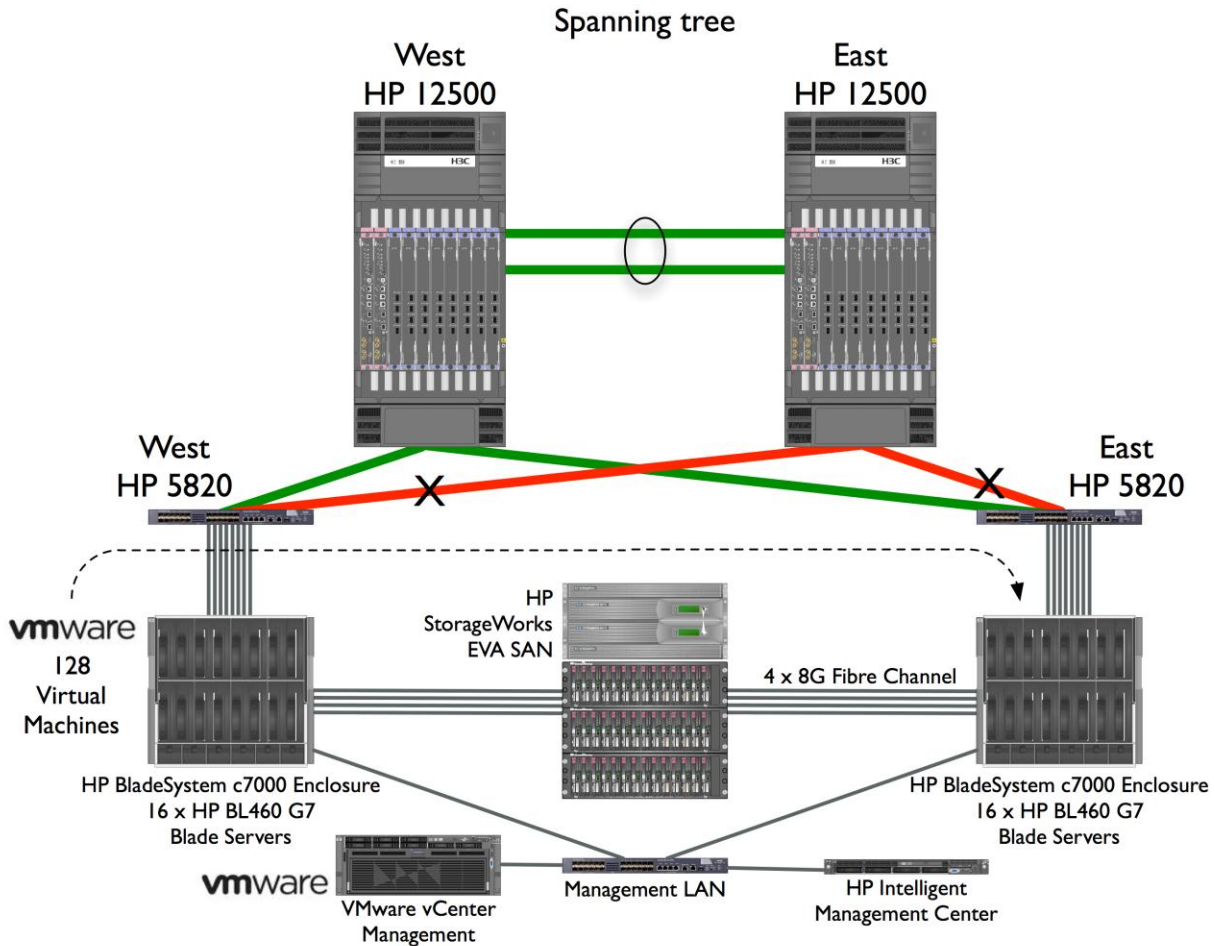 Spanning tree
West
HP 12500
East
HP 12500
H3C
H3C
West
HP 5820
East
HP 5820
X
X
vmware
128
Virtual
Machines
HP
StorageWorks
EVA SAN
4 x 8G Fibre Channel
HP BladeSystem c7000 Enclosure
16 x HP BL460 G7
Blade Servers
HP BladeSystem c7000 Enclosure
16 x HP BL460 G7
Blade Servers
vmware
VMware vCenter
Management
Management LAN
HP Intelligent
Management Center